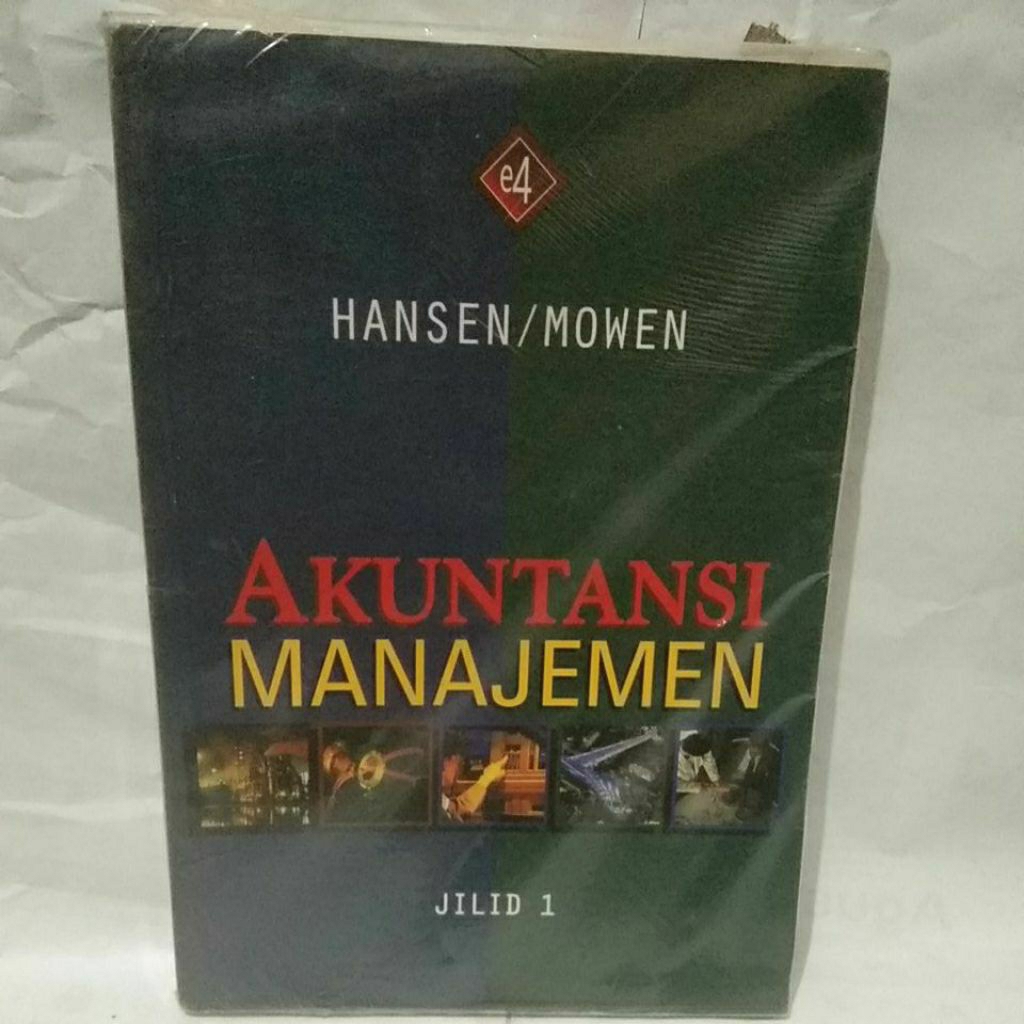 e4
HANSEN/MOWEN
AKUNTANSI
MANAJEMEN
JILID 1